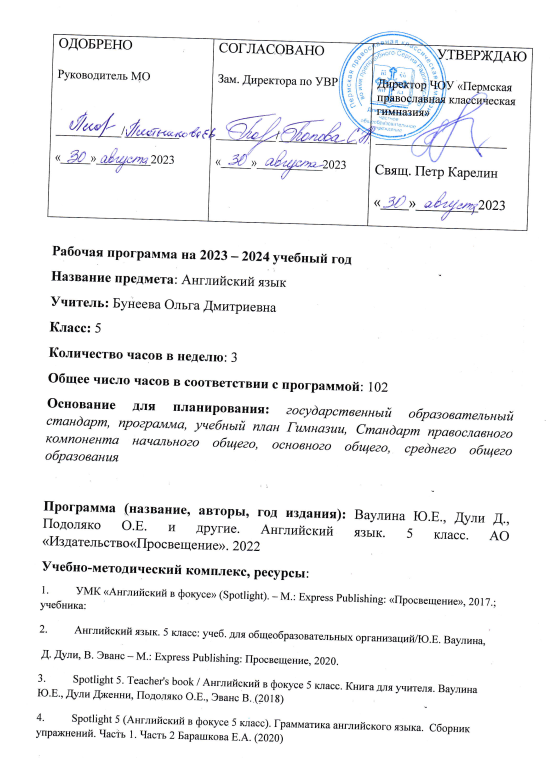 ОДОБРЕНО
Руководитель МО
«30» августа 2023
СОГЛАСОВАНО
Зам. Директора по УВР
Попова С.А.
«30» 2023
УТВЕРЖДАЮ
Директор ЧОУ «Пермская
православная классическая
гимназия»
Свящ. Петр Карелин
«30» августа 2023
Рабочая программа на 2023 – 2024 учебный год
Название предмета: Английский язык
Учитель: Бунеева Ольга Дмитриевна
Класс: 5
Количество часов в неделю: 3
Общее число часов в соответствии с программой: 102
Основание для планирования: государственный образовательный
стандарт, программа, учебный план Гимназии, Стандарт православного
компонента начального общего, основного общего, среднего общего
образования
Программа (название, авторы, год издания): Ваулина Ю.Е., Дули Д.,
Подоляко О.Е. и другие. Английский язык. 5 класс. АО
«Издательство«Просвещение». 2022
Учебно-методический комплекс, ресурсы:
1. УМК «Английский в фокусе» (Spotlight). – М.: Express Publishing: «Просвещение», 2017.;
учебника:
2. Английский язык. 5 класс: учеб. для общеобразовательных организаций/Ю.Е. Ваулина,
Д. Дули, В. Эванс – М.: Express Publishing: Просвещение, 2020.
3. Spotlight 5. Teacher's book / Английский в фокусе 5 класс. Книга для учителя. Ваулина
Ю.Е., Дули Дженни, Подоляко О.Е., Эванс В. (2018)
4. Spotlight 5 (Английский в фокусе 5 класс). Грамматика английского языка. Сборник
упражнений. Часть 1. Часть 2 Барашкова Е.А. (2020)